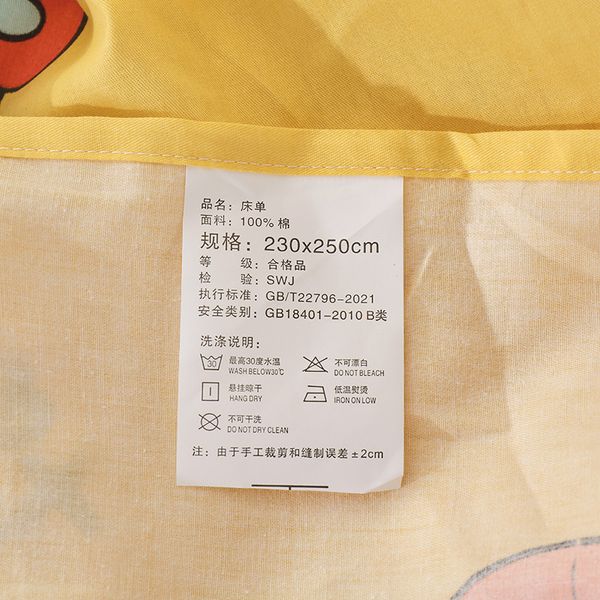 品名：床单
面料：100% 棉
规格：230x250cm
等 级：合格品
检 验：SWJ
执行标准：GB/T22796-2021
安全类别：GB18401-2010 B类
洗涤说明：
30 最高30度水温 不可漂白
WASH BELOW30℃ DO NOT BLEACH
悬挂晾干 低温熨烫
HANG DRY IRON ON LOW
不可干洗
DO NOT DRY CLEAN
注：由于手工裁剪和缝制误差±2cm